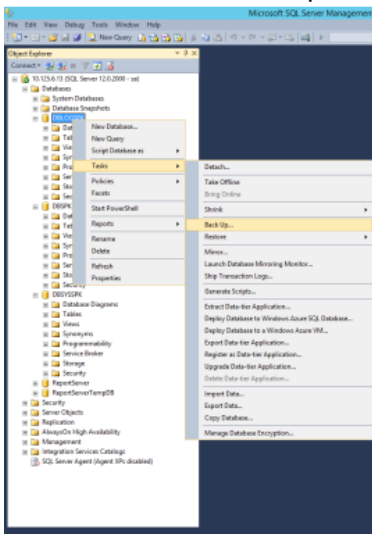 Microsoft SQL Server Managemen
File Edit View Debug Tools Window Help
New Query
Object Explorer
Connect
10.125.6.13 (SQL Server 12.0.2000 - sa)
Databases
System Databases
Database Snapshots
New Database...
New Query
Script Database as
Tasks
Policies
Facets
Start PowerShell
Reports
Rename
Delete
Refresh
Properties
Detach...
Take Offline
Bring Online
Shrink
Back Up...
Restore
Mirror...
Launch Database Mirroring Monitor...
Ship Transaction Logs...
Generate Scripts...
Extract Data-tier Application...
Deploy Database to Windows Azure SQL Database...
Deploy Database to a Windows Azure VM...
Export Data-tier Application...
Register as Data-tier Application...
Upgrade Data-tier Application...
Delete Data-tier Application...
Import Data...
Export Data...
Copy Database...
Manage Database Encryption...
Security
DBSYSSPK
Database Diagrams
Tables
Views
Synonyms
Programmability
Service Broker
Storage
Security
ReportServer
ReportServerTempDB
Security
Server Objects
Replication
AlwaysOn High Availability
Management
Integration Services Catalogs
SQL Server Agent (Agent XPs disabled)